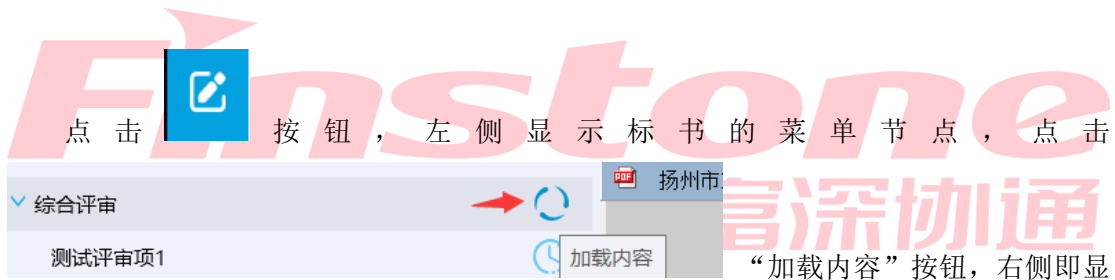 Finstone
点击按钮，左侧显示标书的菜单节点，点击
富深协通
PDF 扬州市
综合评审
测试评审项1
加载内容
“加载内容”按钮，右侧即显